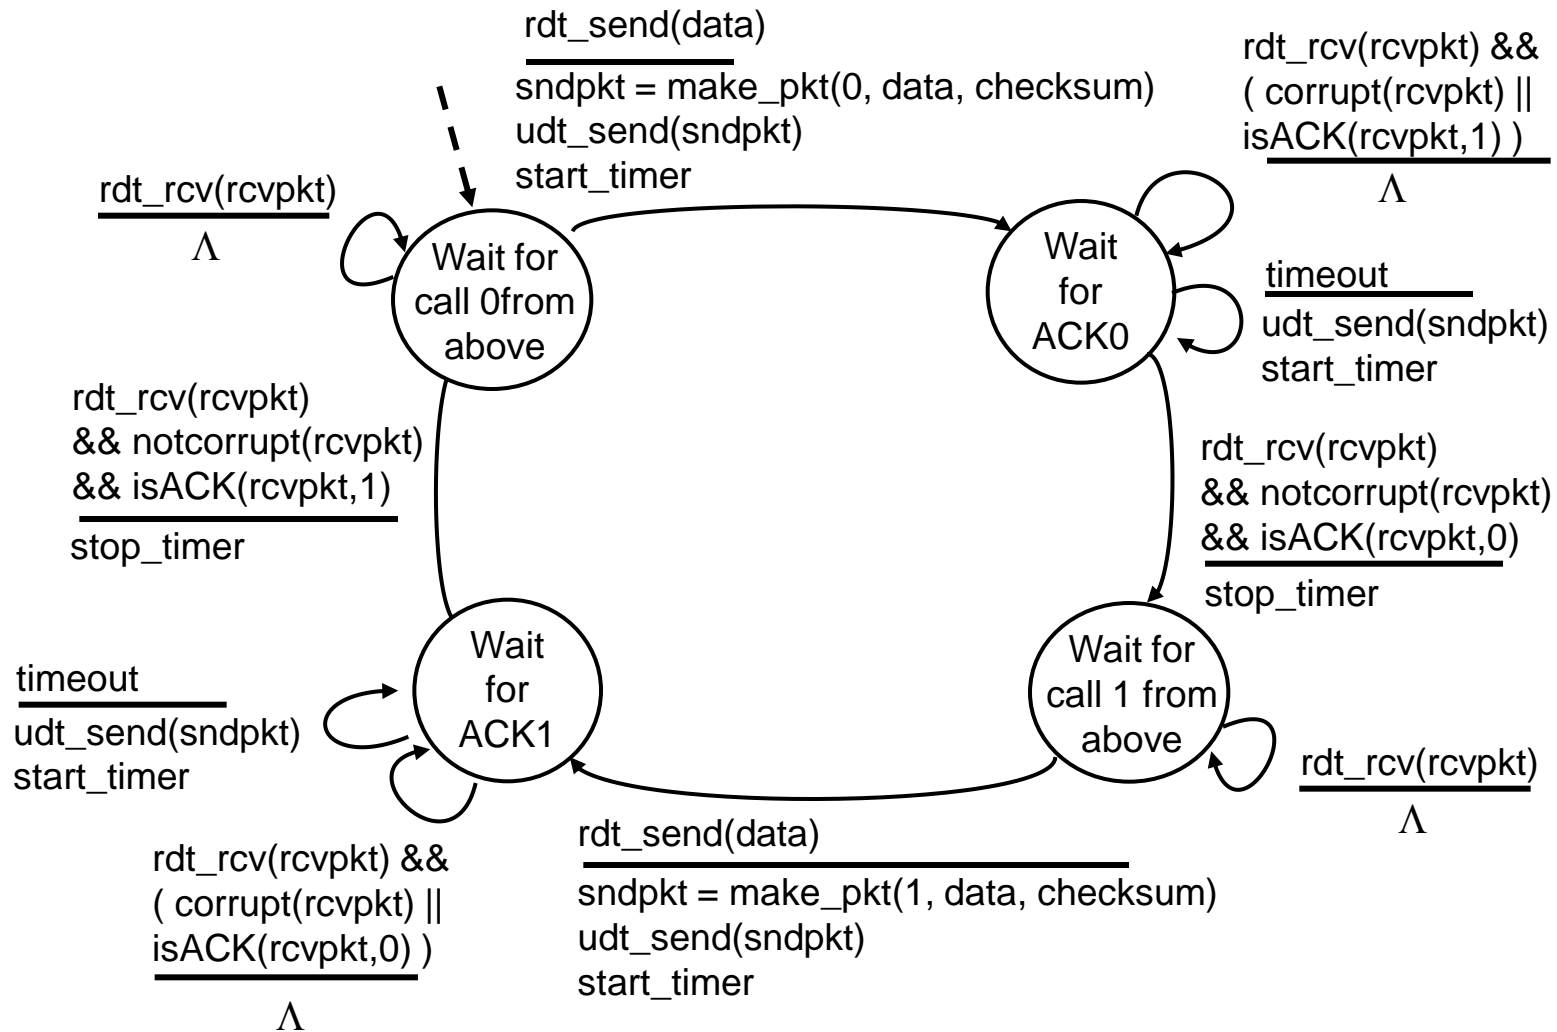 rdt_send(data)
sndpkt = make_pkt(0, data, checksum)
udt_send(sndpkt)
start_timer
rdt_rcv(rcvpkt) &&
( corrupt(rcvpkt) ||
isACK(rcvpkt,1) )
Λ
rdt_rcv(rcvpkt)
Λ
Wait for
call 0from
above
Wait
for
ACK0
timeout
udt_send(sndpkt)
start_timer
rdt_rcv(rcvpkt)
&& notcorrupt(rcvpkt)
&& isACK(rcvpkt,1)
stop_timer
rdt_rcv(rcvpkt)
&& notcorrupt(rcvpkt)
&& isACK(rcvpkt,0)
stop_timer
Wait
for
ACK1
Wait for
call 1 from
above
timeout
udt_send(sndpkt)
start_timer
rdt_rcv(rcvpkt)
Λ
rdt_rcv(rcvpkt) &&
( corrupt(rcvpkt) ||
isACK(rcvpkt,0) )
Λ
rdt_send(data)
sndpkt = make_pkt(1, data, checksum)
udt_send(sndpkt)
start_timer